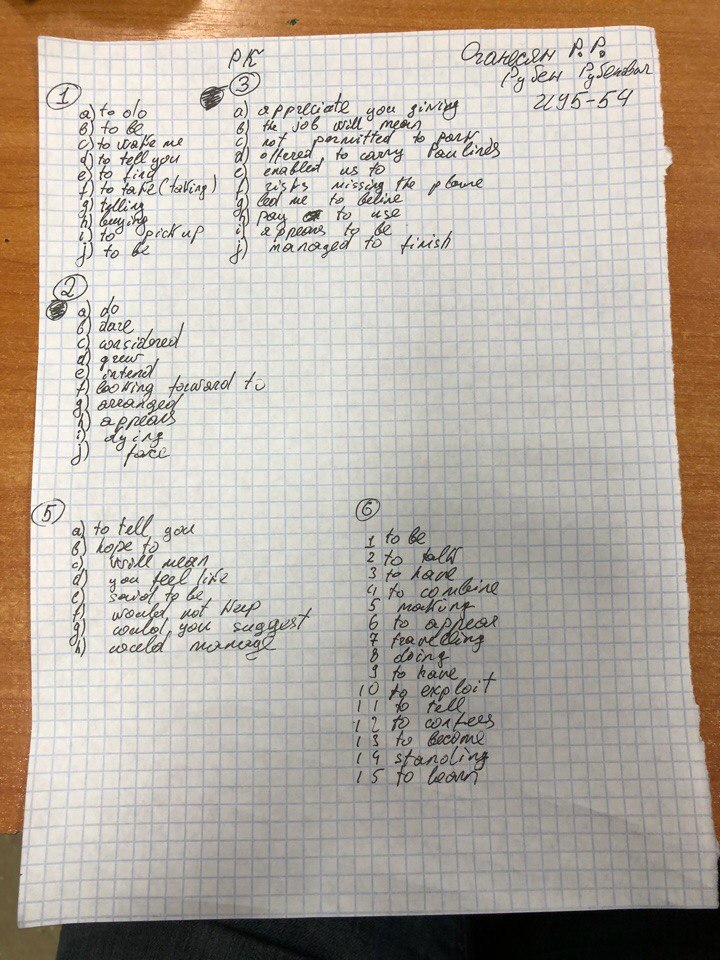 РК
Оганесян Р.Р.
Рубен Рубенович
ИУ5-54
1
a) to do
b) to be
c) to wake me
d) to tell you
e) to find
f) to take (taking)
g) telling
h) buying
i) to pick up
j) to be
3
a) appreciate you giving
b) the job will mean
c) not permitted to park
d) offered to carry Paulines
e) enabled us to
f) risks missing the plane
g) led me to belive
h) pay to use
i) appears to be
j) managed to finish
2
a) do
b) dare
c) considered
d) grew
e) intend
f) looking forward to
g) arranged
h) appears
i) dying
j) face
5
a) to tell you
b) hope to
c) will mean
d) you feel like
e) said to be
f) would not
g) would you suggest
h) would manage
6
1 to be
2 to talk
3 to have
4 to combine
5 making
6 to appear
7 travelling
8 doing
9 to have
10 to exploit
11 to tell
12 to confess
13 to become
14 standing
15 to learn